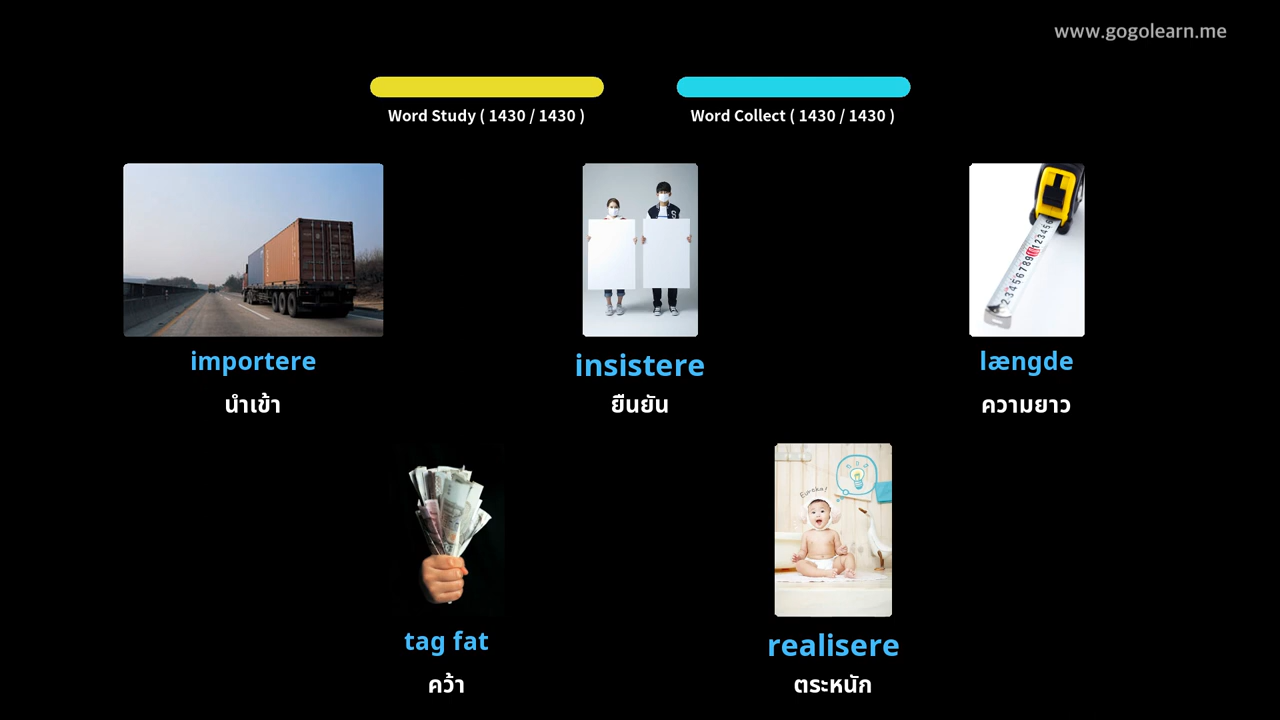 www.gogolearn.me
Word Study ( 1430 / 1430 )
Word Collect ( 1430 / 1430 )
importere
insistere
længde
นำเข้า
ยืนยัน
ความยาว
Eureka!
tag fat
realisere
คว้า
ตระหนัก